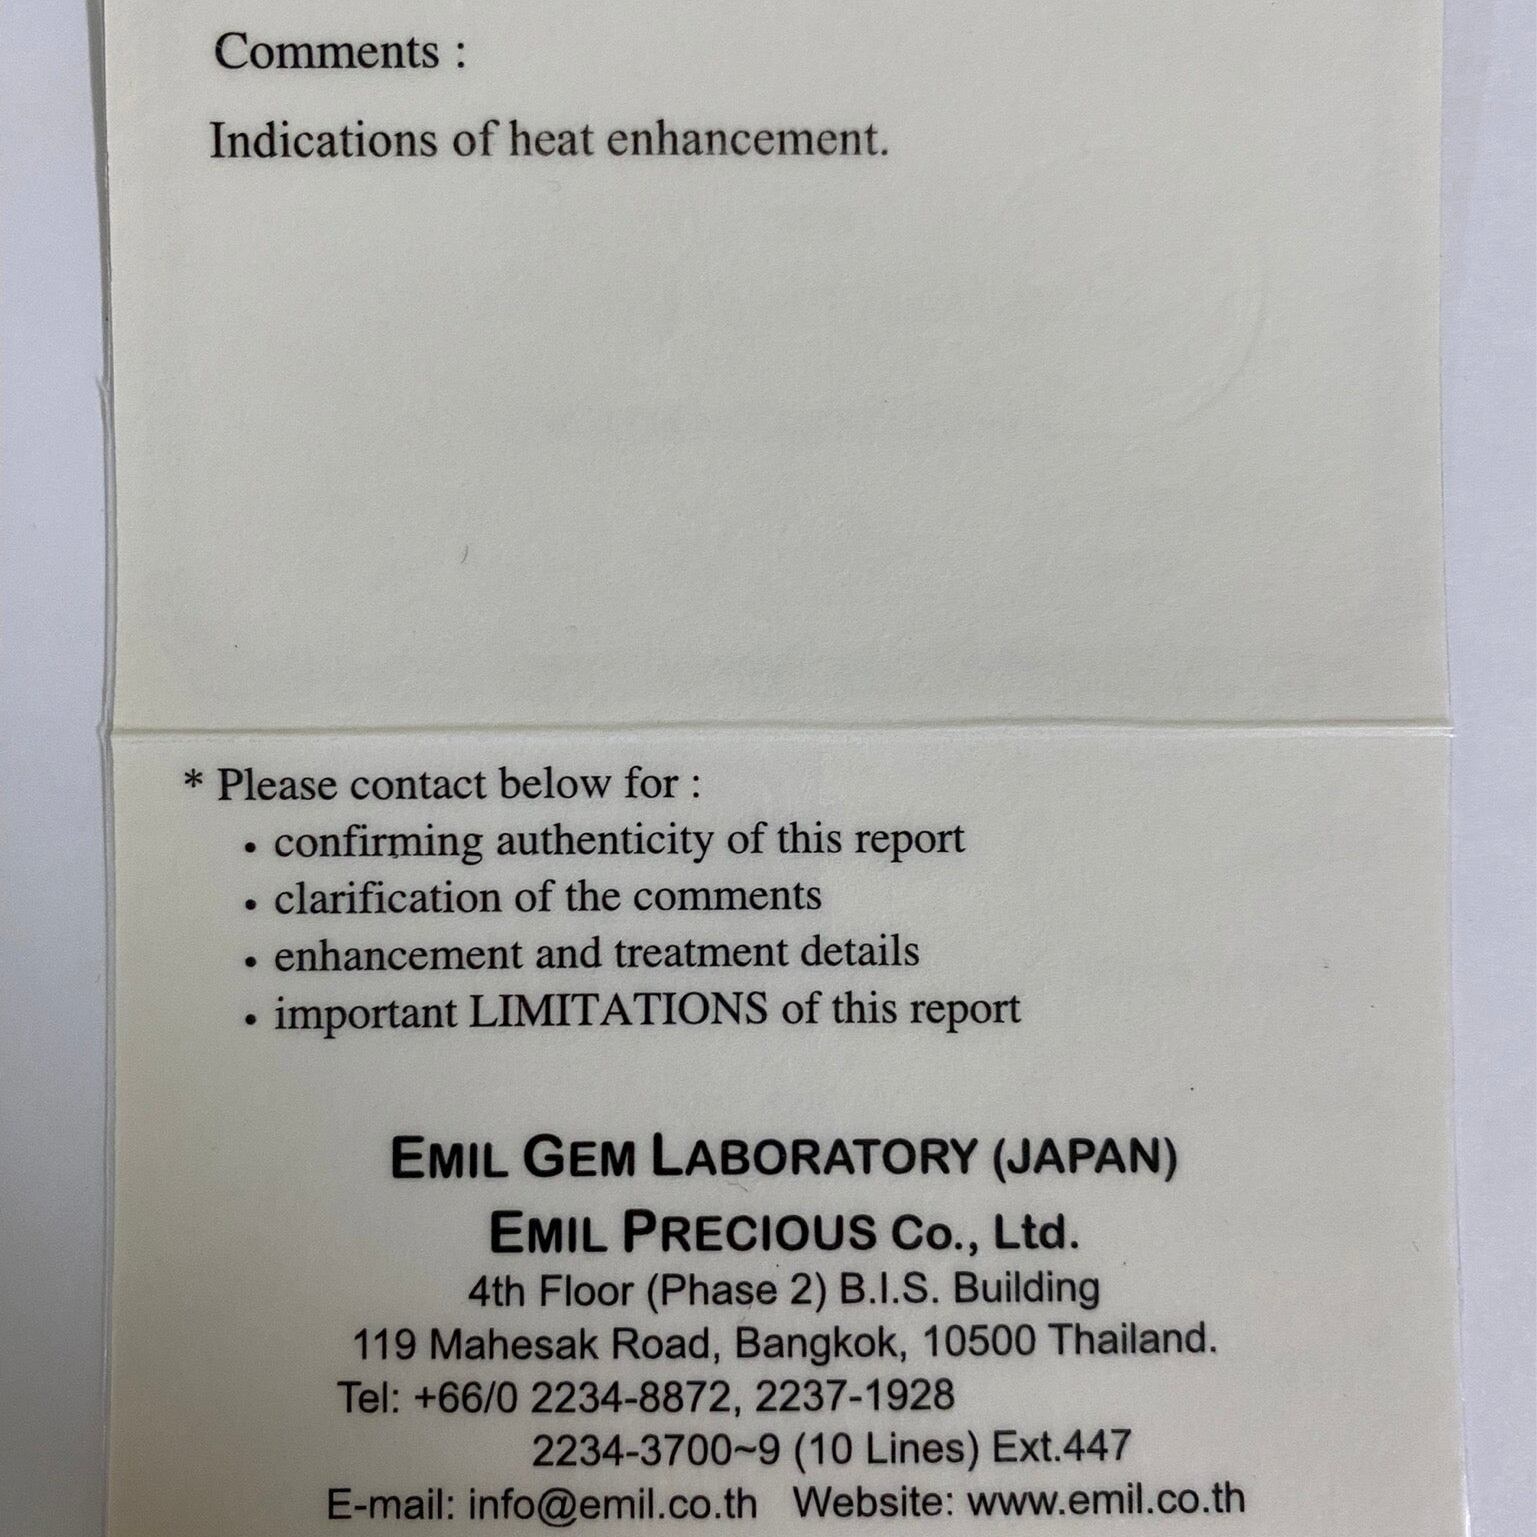 Comments :
Indications of heat enhancement.
* Please contact below for :
• confirming authenticity of this report
• clarification of the comments
• enhancement and treatment details
• important LIMITATIONS of this report
EMIL GEM LABORATORY (JAPAN)
EMIL PRECIOUS Co., Ltd.
4th Floor (Phase 2) B.I.S. Building
119 Mahesak Road, Bangkok, 10500 Thailand.
Tel: +66/0 2234-8872, 2237-1928
2234-3700~9 (10 Lines) Ext.447
E-mail: info@emil.co.th Website: www.emil.co.th